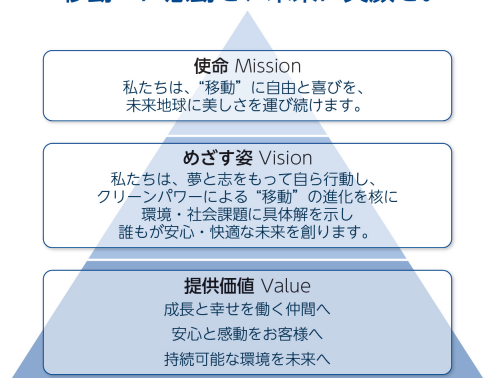 使命 Mission
私たちは、“移動”に自由と喜びを、
未来地球に美しさを運び続けます。
めざす姿 Vision
私たちは、夢と志をもって自ら行動し、
クリーンパワーによる“移動”の進化を核に
環境・社会課題に具体解を示し
誰もが安心・快適な未来を創ります。
提供価値 Value
成長と幸せを働く仲間へ
安心と感動をお客様へ
持続可能な環境を未来へ